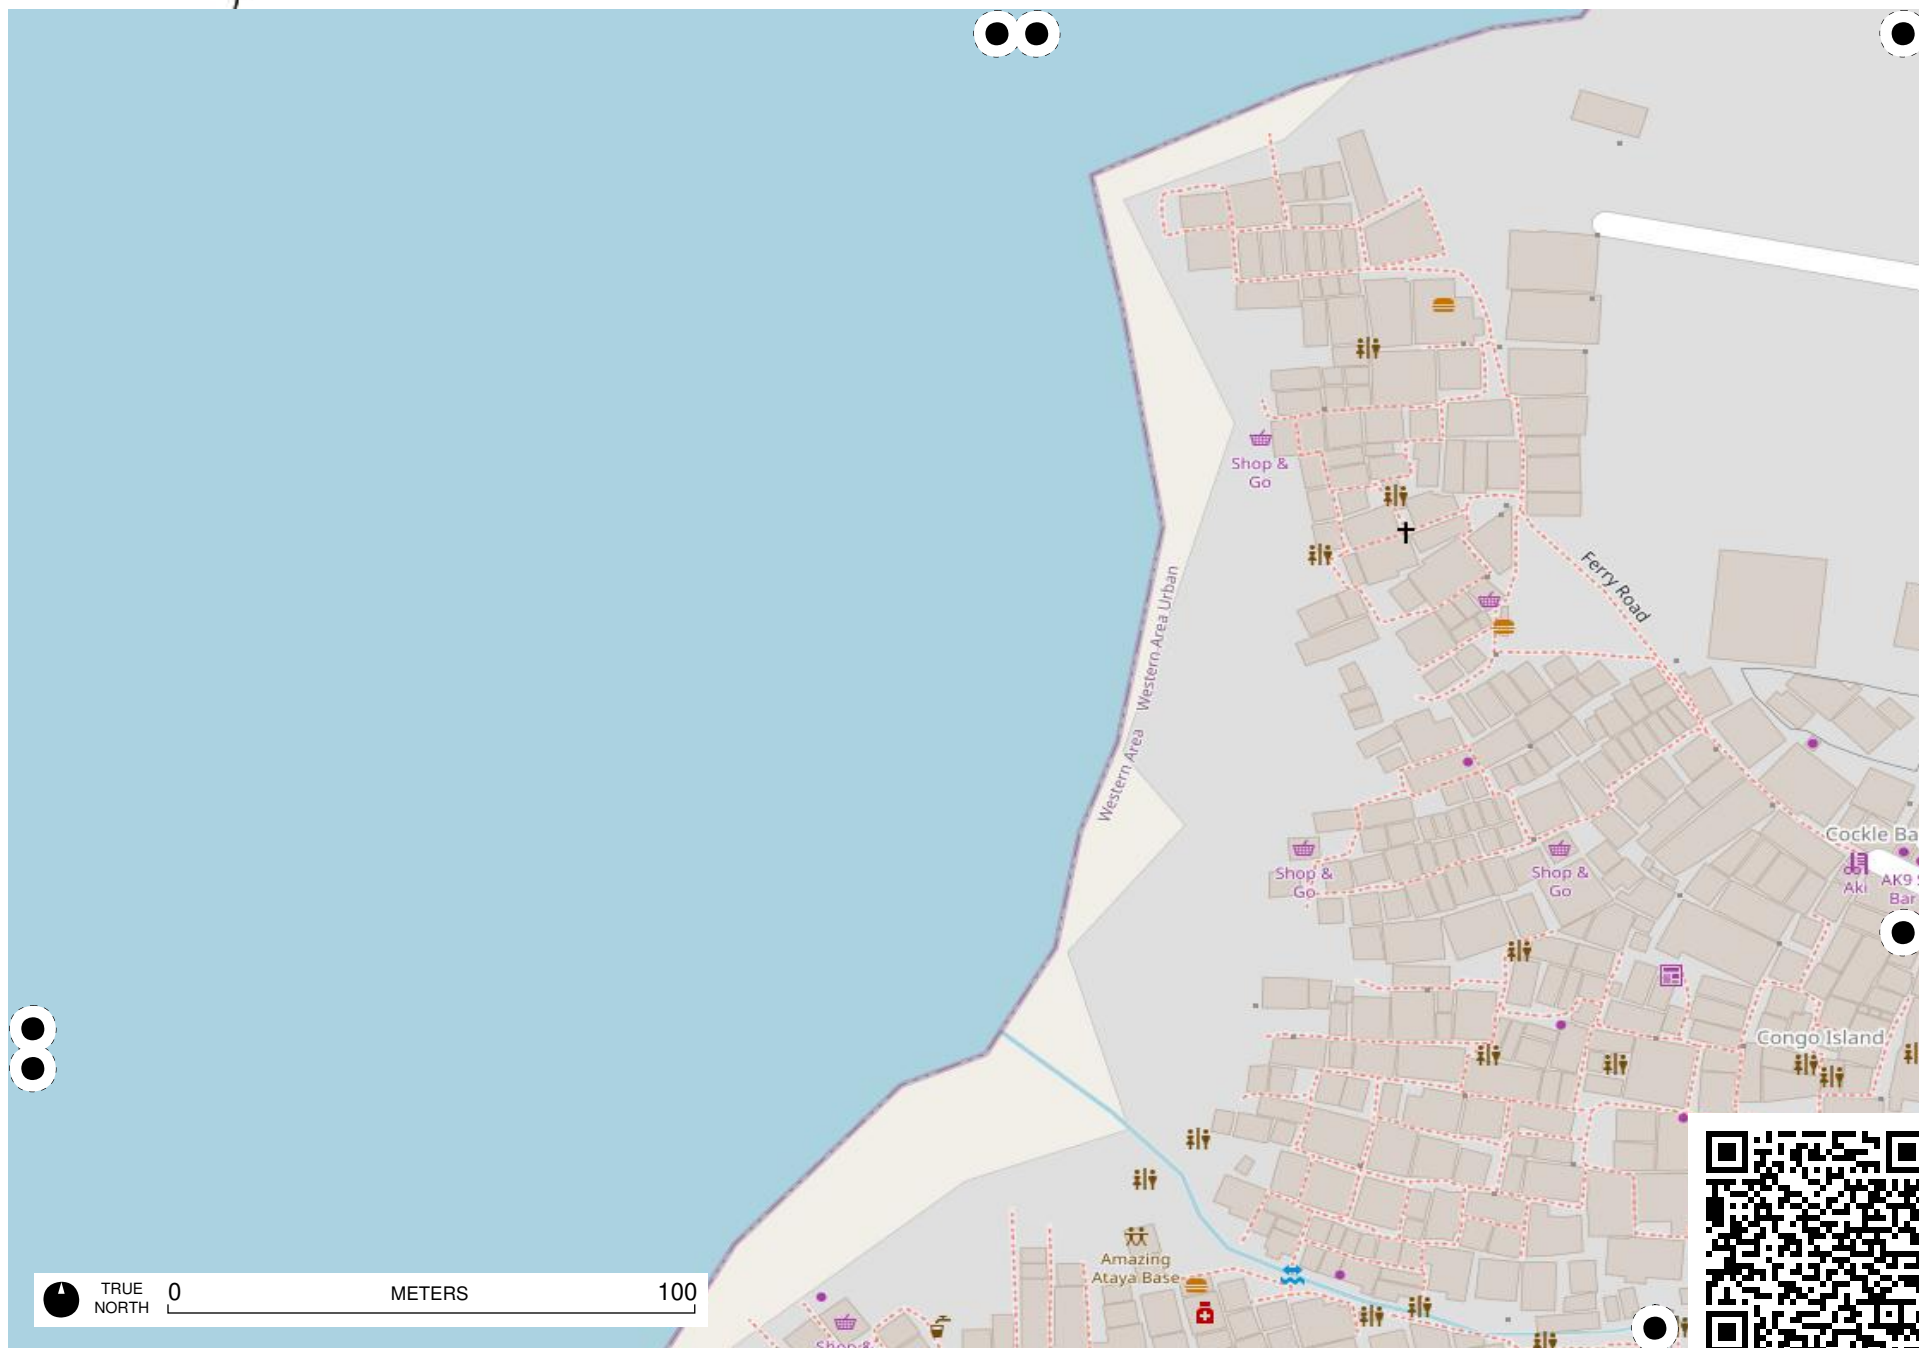 Ferry Road
Shop &
Go
Western Area Urban
Western Area
Cockle Ba
Shop &
Go
Shop &
Go
Aki
AK9 S
Bar
Congo Island
Amazing
Ataya Base
TRUE
NORTH
0
METERS
100
Shop &